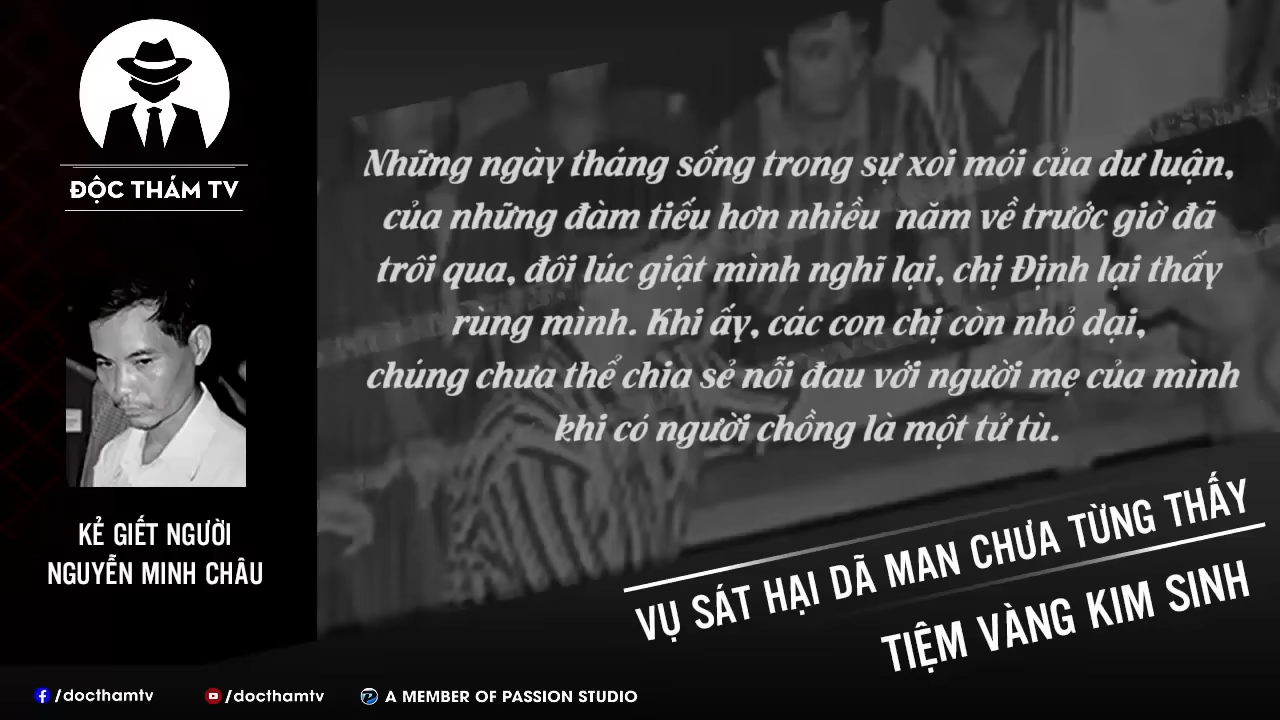 ĐỘC THÁM TV
KẺ GIẾT NGƯỜI
NGUYỄN MINH CHÂU
Những ngày tháng sống trong sự xoi mói của dư luận,
của những đàm tiếu hơn nhiều năm về trước giờ đã
trôi qua, đôi lúc giật mình nghĩ lại, chị Định lại thấy
rùng mình. Khi ấy, các con chị còn nhỏ dại,
chúng chưa thể chia sẻ nỗi đau với người mẹ của mình
khi có người chồng là một tử tù.
VỤ SÁT HẠI DÃ MAN CHƯA TỪNG THẤY
TIỆM VÀNG KIM SINH
/docthamtv
/docthamtv
A MEMBER OF PASSION STUDIO